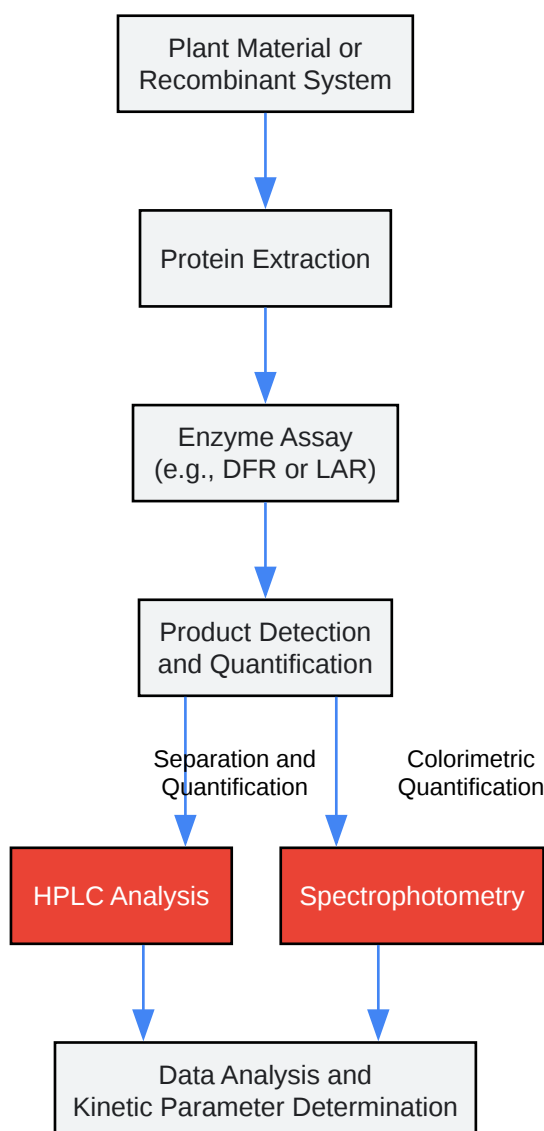 Plant Material or
Recombinant System
Protein Extraction
Enzyme Assay
(e.g., DFR or LAR)
Product Detection
and Quantification
Separation and
Quantification
Colorimetric
Quantification
HPLC Analysis
Spectrophotometry
Data Analysis and
Kinetic Parameter Determination